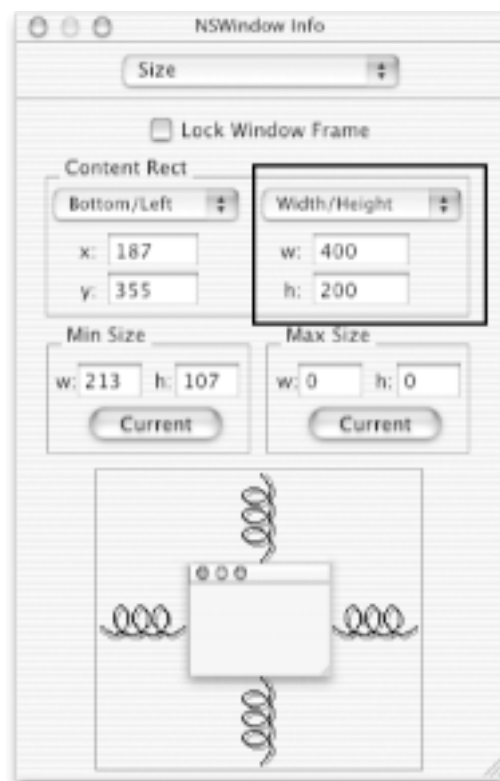 NSWindow Info
Size
Lock Window Frame
Content Rect
Bottom/Left Width/Height
x: 187 w: 400
y: 355 h: 200
Min Size Max Size
w: 213 h: 107 w: 0 h: 0
Current Current